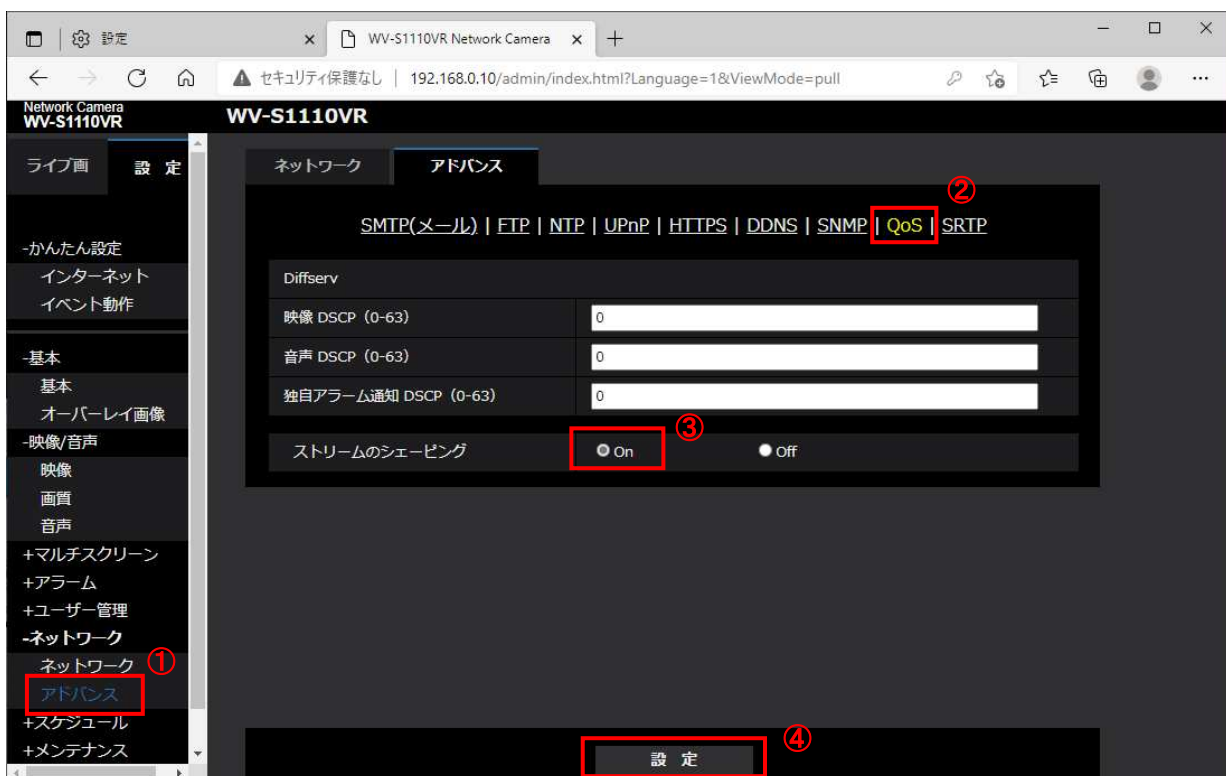 設定
WV-S1110VR Network Camera
セキュリティ保護なし | 192.168.0.10/admin/index.html?Language=1&ViewMode=pull
Network Camera
WV-S1110VR
WV-S1110VR
ライブ画
設 定
-かんたん設定
インターネット
イベント動作
-基本
基本
オーバーレイ画像
-映像/音声
映像
画質
音声
+マルチスクリーン
+アラーム
+ユーザー管理
-ネットワーク
ネットワーク
①
アドバンス
+スケジュール
+メンテナンス
ネットワーク
アドバンス
②
SMTP(メール) | FTP | NTP | UPnP | HTTPS | DDNS | SNMP | QoS | SRTP
Diffserv
映像 DSCP（0-63） 0
音声 DSCP（0-63） 0
独自アラーム通知 DSCP（0-63） 0
③
ストリームのシェーピング On Off
④
設 定